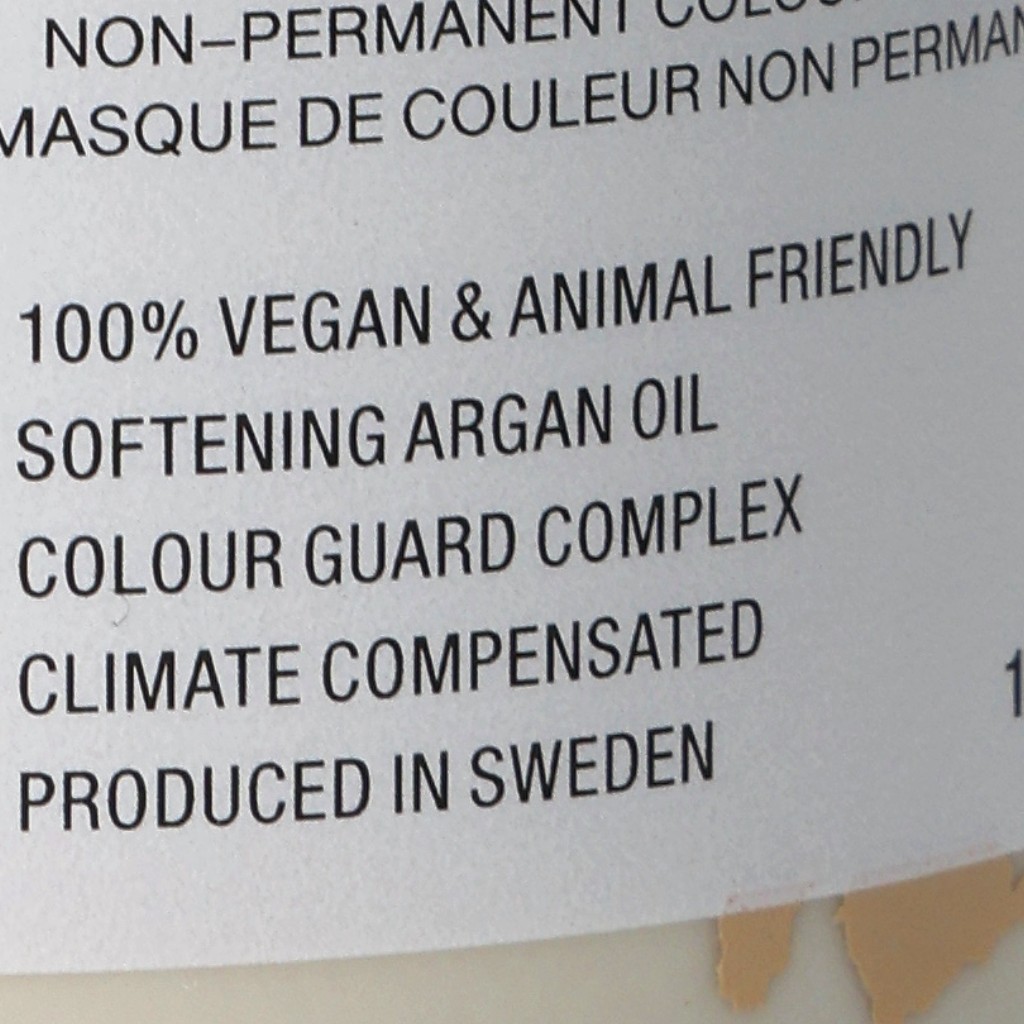 NON–PERMANENT
MASQUE DE COULEUR NON
100% VEGAN & ANIMAL FRIENDLY
SOFTENING ARGAN OIL
COLOUR GUARD COMPLEX
CLIMATE COMPENSATED
PRODUCED IN SWEDEN